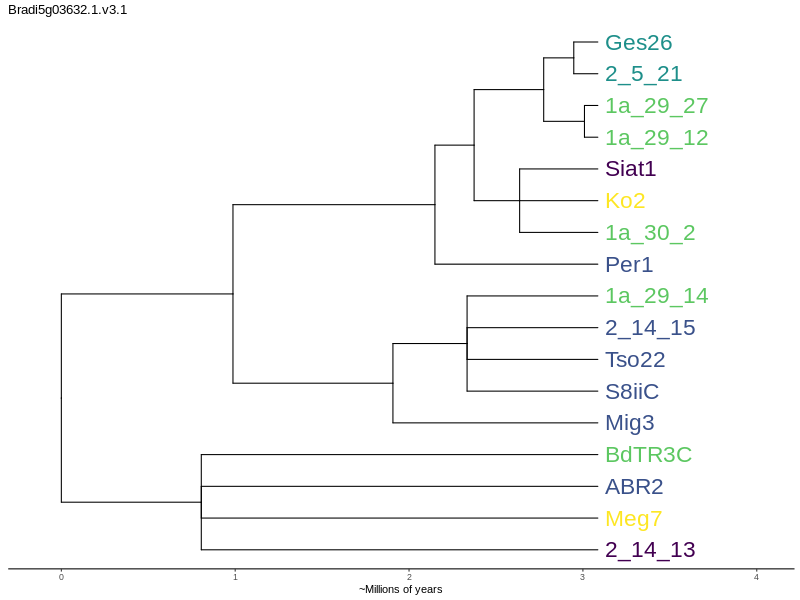 Bradi5g03632.1.v3.1
Ges26
2_5_21
1a_29_27
1a_29_12
Siat1
Ko2
1a_30_2
Per1
1a_29_14
2_14_15
Tso22
S8iiC
Mig3
BdTR3C
ABR2
Meg7
2_14_13
0 1 2 3 4
~Millions of years